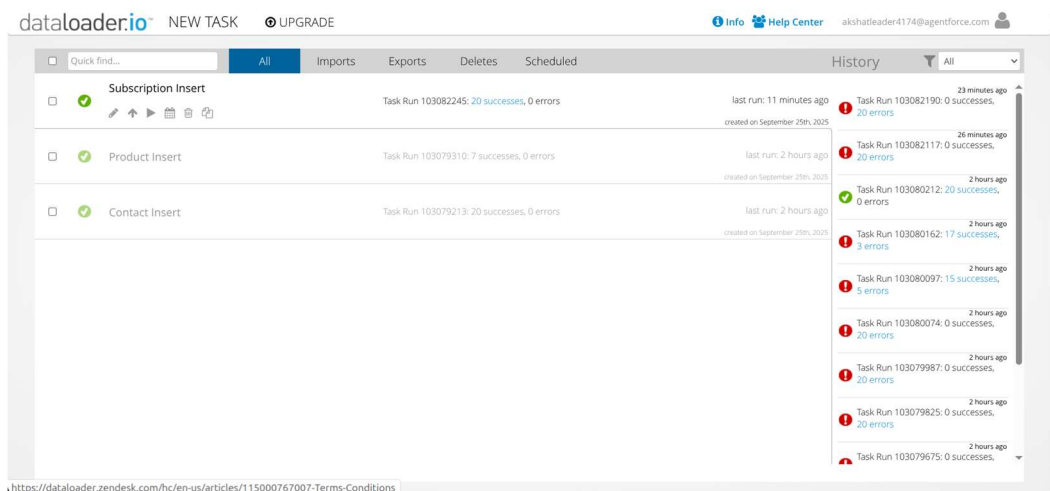 dataloader.io™ NEW TASK UPGRADE Info Help Center akshatleader4174@agentforce.com
Quick find... All Imports Exports Deletes Scheduled History All
Subscription Insert
Task Run 103082245: 20 successes, 0 errors
last run: 11 minutes ago
created on September 25th, 2025
Product Insert
Task Run 103079310: 7 successes, 0 errors
last run: 2 hours ago
created on September 25th, 2025
Contact Insert
Task Run 103079213: 20 successes, 0 errors
last run: 2 hours ago
created on September 25th, 2025
23 minutes ago
Task Run 103082190: 0 successes,
20 errors
26 minutes ago
Task Run 103082117: 0 successes,
20 errors
2 hours ago
Task Run 103080212: 20 successes,
0 errors
2 hours ago
Task Run 103080162: 17 successes,
3 errors
2 hours ago
Task Run 103080097: 15 successes,
5 errors
2 hours ago
Task Run 103080074: 0 successes,
20 errors
2 hours ago
Task Run 103079987: 0 successes,
20 errors
2 hours ago
Task Run 103079825: 0 successes,
20 errors
2 hours ago
Task Run 103079675: 0 successes,
https://dataloader.zendesk.com/hc/en-us/articles/115000767007-Terms-Conditions